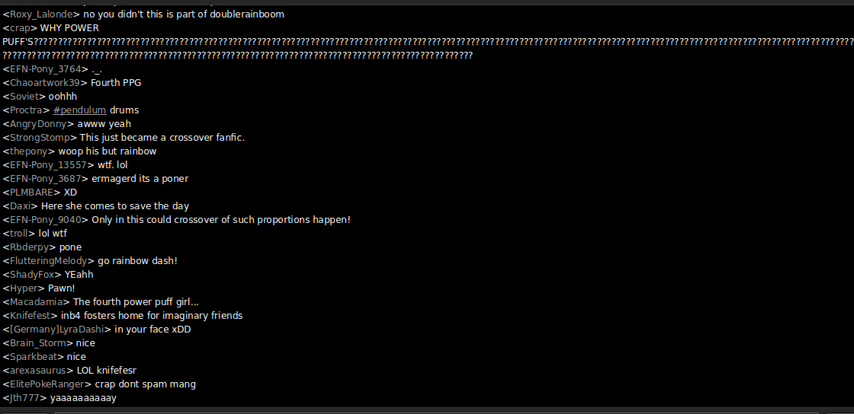 <Roxy_Lalonde> no you didn't this is part of doublerainboom
<crap> WHY POWER
PUFF'S?????????????????????????????????????????????????????????????????????????????????????????????????????????????????????????????????????????
??????????????????????????????????????????????????????????????????????????????
<EFN-Pony_3764> ._.
<Chaoartwork39> Fourth PPG
<Soviet> oohhh
<Proctra> #pendulum drums
<AngryDonny> awww yeah
<StrongStomp> This just became a crossover fanfic.
<thepony> woop his but rainbow
<EFN-Pony_13557> wtf. lol
<EFN-Pony_3687> ermagerd its a poner
<PLMBARE> XD
<Daxi> Here she comes to save the day
<EFN-Pony_9040> Only in this could crossover of such proportions happen!
<troll> lol wtf
<Rbderpy> pone
<FlutteringMelody> go rainbow dash!
<ShadyFox> YEahh
<Hyper> Pawn!
<Macadamia> The fourth power puff girl...
<Knifefest> inb4 fosters home for imaginary friends
<[Germany]LyraDashi> in your face xDD
<Brain_Storm> nice
<Sparkbeat> nice
<arexasaurus> LOL knifefesr
<ElitePokeRanger> crap dont spam mang
<Jth777> yaaaaaaaaaay